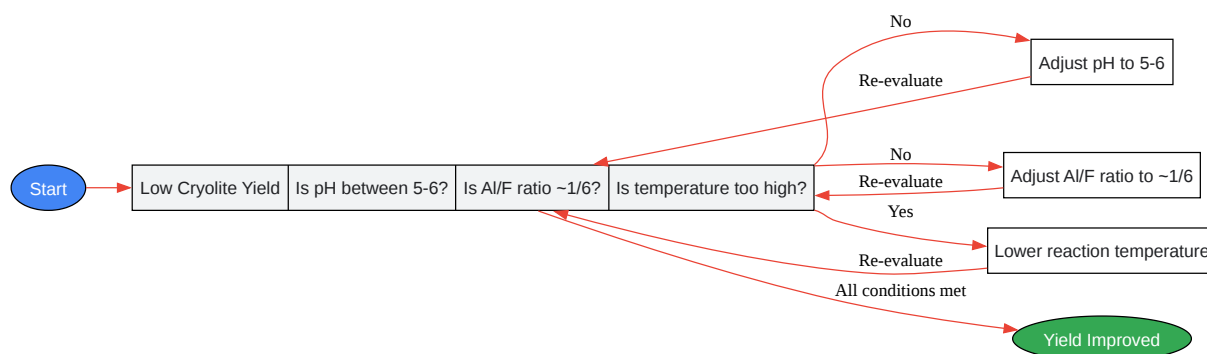 Start
Low Cryolite Yield
Is pH between 5-6?
Is Al/F ratio ~1/6?
Is temperature too high?
No
Adjust pH to 5-6
Re-evaluate
No
Adjust Al/F ratio to ~1/6
Re-evaluate
Yes
Lower reaction temperature
Re-evaluate
All conditions met
Yield Improved